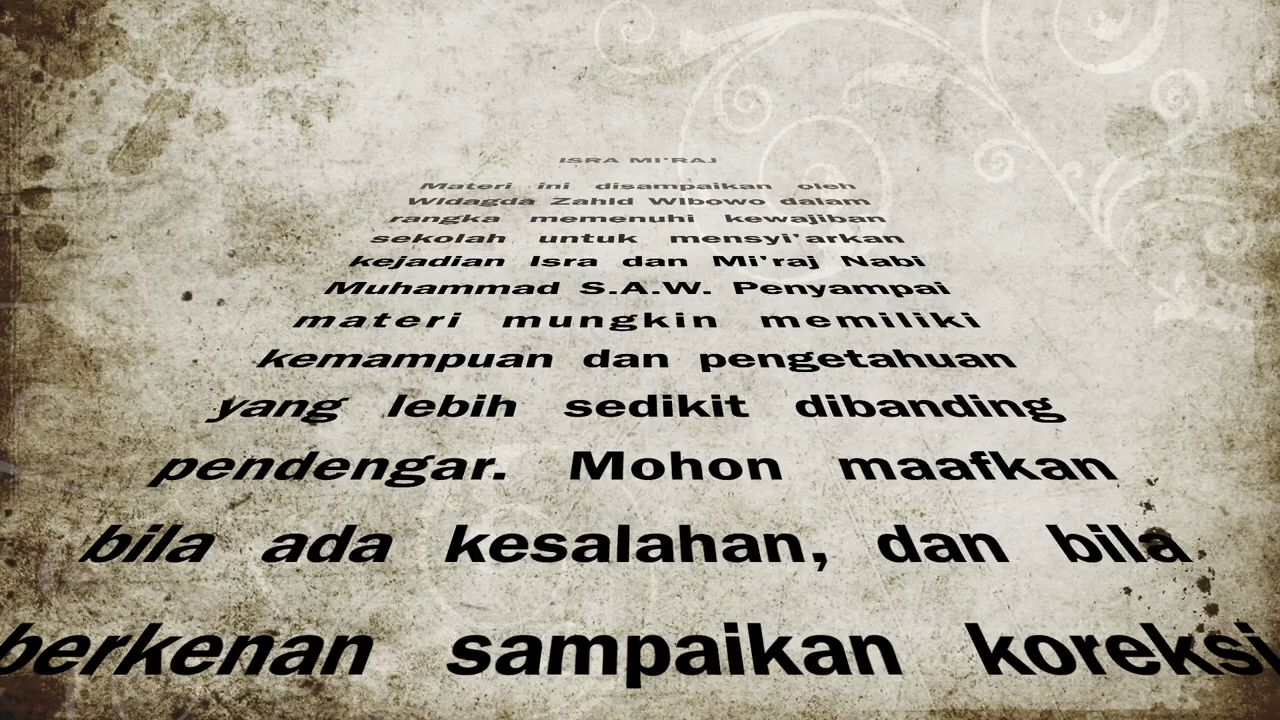 ISRA MI'RAJ
Materi ini disampaikan oleh
Widagda Zahid Wibowo dalam
rangka memenuhi kewajiban
sekolah untuk mensyi'arkan
kejadian Isra dan Mi'raj Nabi
Muhammad S.A.W. Penyampai
materi mungkin memiliki
kemampuan dan pengetahuan
yang lebih sedikit dibanding
pendengar. Mohon maafkan
bila ada kesalahan, dan bila
berkenan sampaikan koreksi